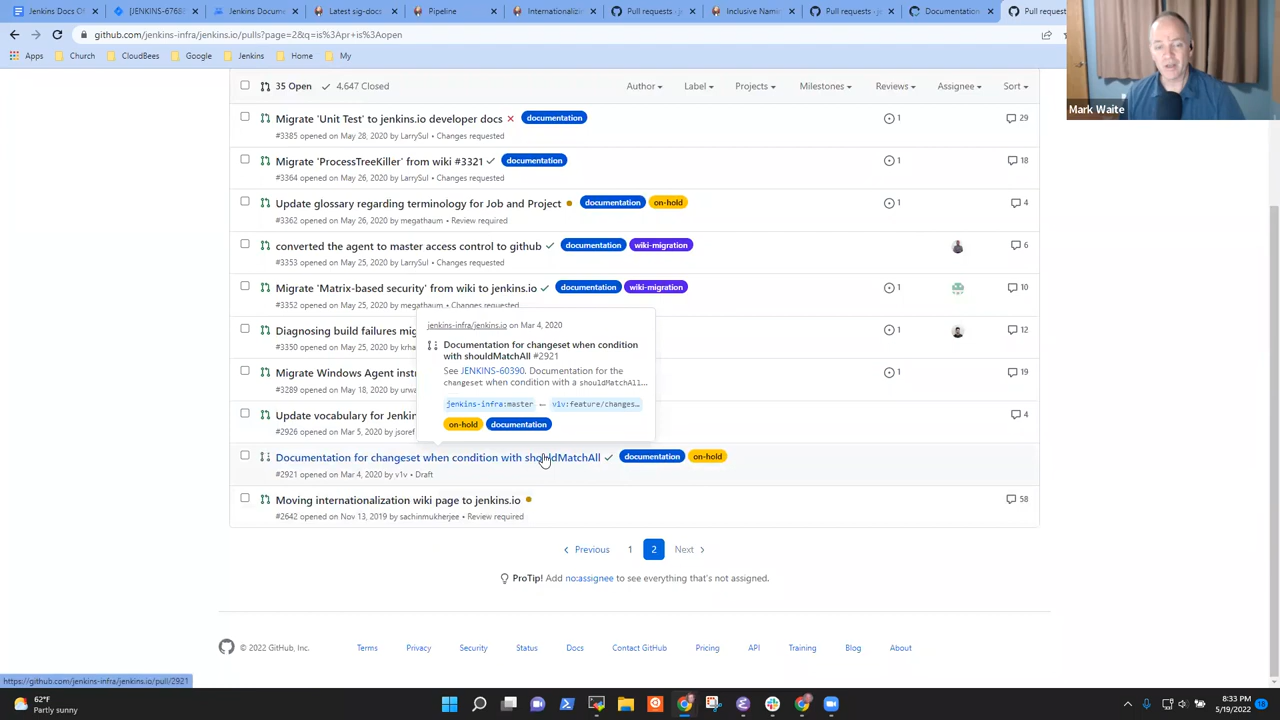 Jenkins Docs Of
[JENKINS-6768
Jenkins Docume
Latest sig-docs
Pipeline
Internationaliz
Pull requests · j
Inclusive Namin
Pull requests · je
Documentation
Pull request
github.com/jenkins-infra/jenkins.io/pulls?page=2&q=is%3Apr+is%3Aopen
Apps
Church
CloudBees
Google
Jenkins
Home
My
Mark Waite
35 Open
4,647 Closed
Author
Label
Projects
Milestones
Reviews
Assignee
Sort
Migrate 'Unit Test' to jenkins.io developer docs
documentation
1
29
#3385 opened on May 28, 2020 by LarrySul • Changes requested
Migrate 'ProcessTreeKiller' from wiki #3321
documentation
1
18
#3364 opened on May 26, 2020 by LarrySul • Changes requested
Update glossary regarding terminology for Job and Project
documentation
on-hold
1
4
#3362 opened on May 26, 2020 by megathaum • Review required
converted the agent to master access control to github
documentation
wiki-migration
6
#3353 opened on May 25, 2020 by LarrySul • Changes requested
Migrate 'Matrix-based security' from wiki to jenkins.io
documentation
wiki-migration
1
10
#3352 opened on May 25, 2020 by megathaum • Changes requested
Diagnosing build failures mig
1
12
#3350 opened on May 25, 2020 by krha
Migrate Windows Agent instr
1
19
#3289 opened on May 18, 2020 by urwa
Update vocabulary for Jenkin
4
#2926 opened on Mar 5, 2020 by jsoref
jenkins-infra/jenkins.io on Mar 4, 2020
Documentation for changeset when condition
with shouldMatchAll #2921
See JENKINS-60390. Documentation for the
changeset when condition with a shouldMatchAll…
jenkins-infra:master
v1v:feature/changes…
on-hold
documentation
Documentation for changeset when condition with shouldMatchAll
documentation
on-hold
#2921 opened on Mar 4, 2020 by v1v • Draft
Moving internationalization wiki page to jenkins.io
58
#2642 opened on Nov 13, 2019 by sachinmukherjee • Review required
Previous
1
2
Next
ProTip! Add no:assignee to see everything that's not assigned.
© 2022 GitHub, Inc.
Terms
Privacy
Security
Status
Docs
Contact GitHub
Pricing
API
Training
Blog
About
https://github.com/jenkins-infra/jenkins.io/pull/2921
62°F
Partly sunny
8:33 PM
5/19/2022